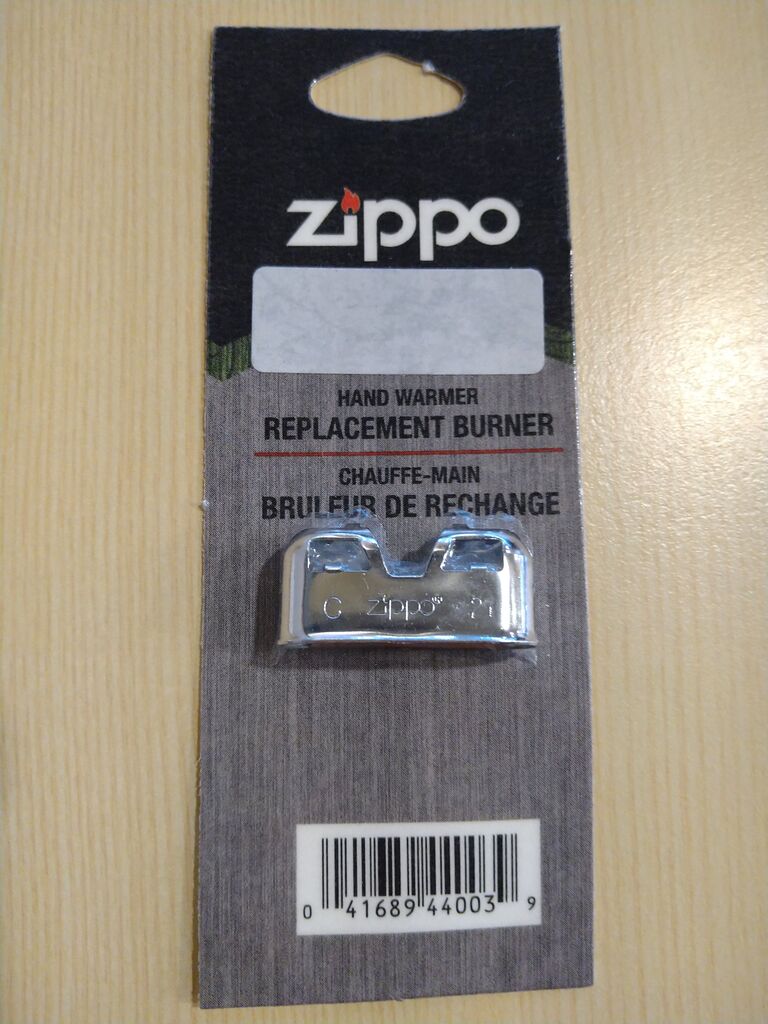 zippo
HAND WARMER
REPLACEMENT BURNER
CHAUFFE-MAIN
BRULEUR DE RECHANGE
C zippo
0 41689 44003 9